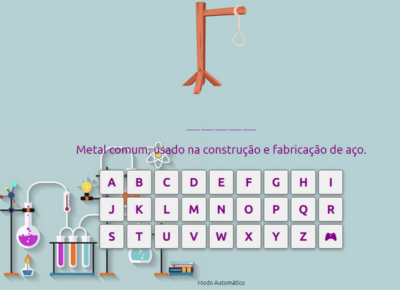 _ _ _ _ _
Metal comum, usado na construção e fabricação de aço.
A B C D E F G H I
J K L M N O P Q R
S T U V W X Y Z
Modo Automático